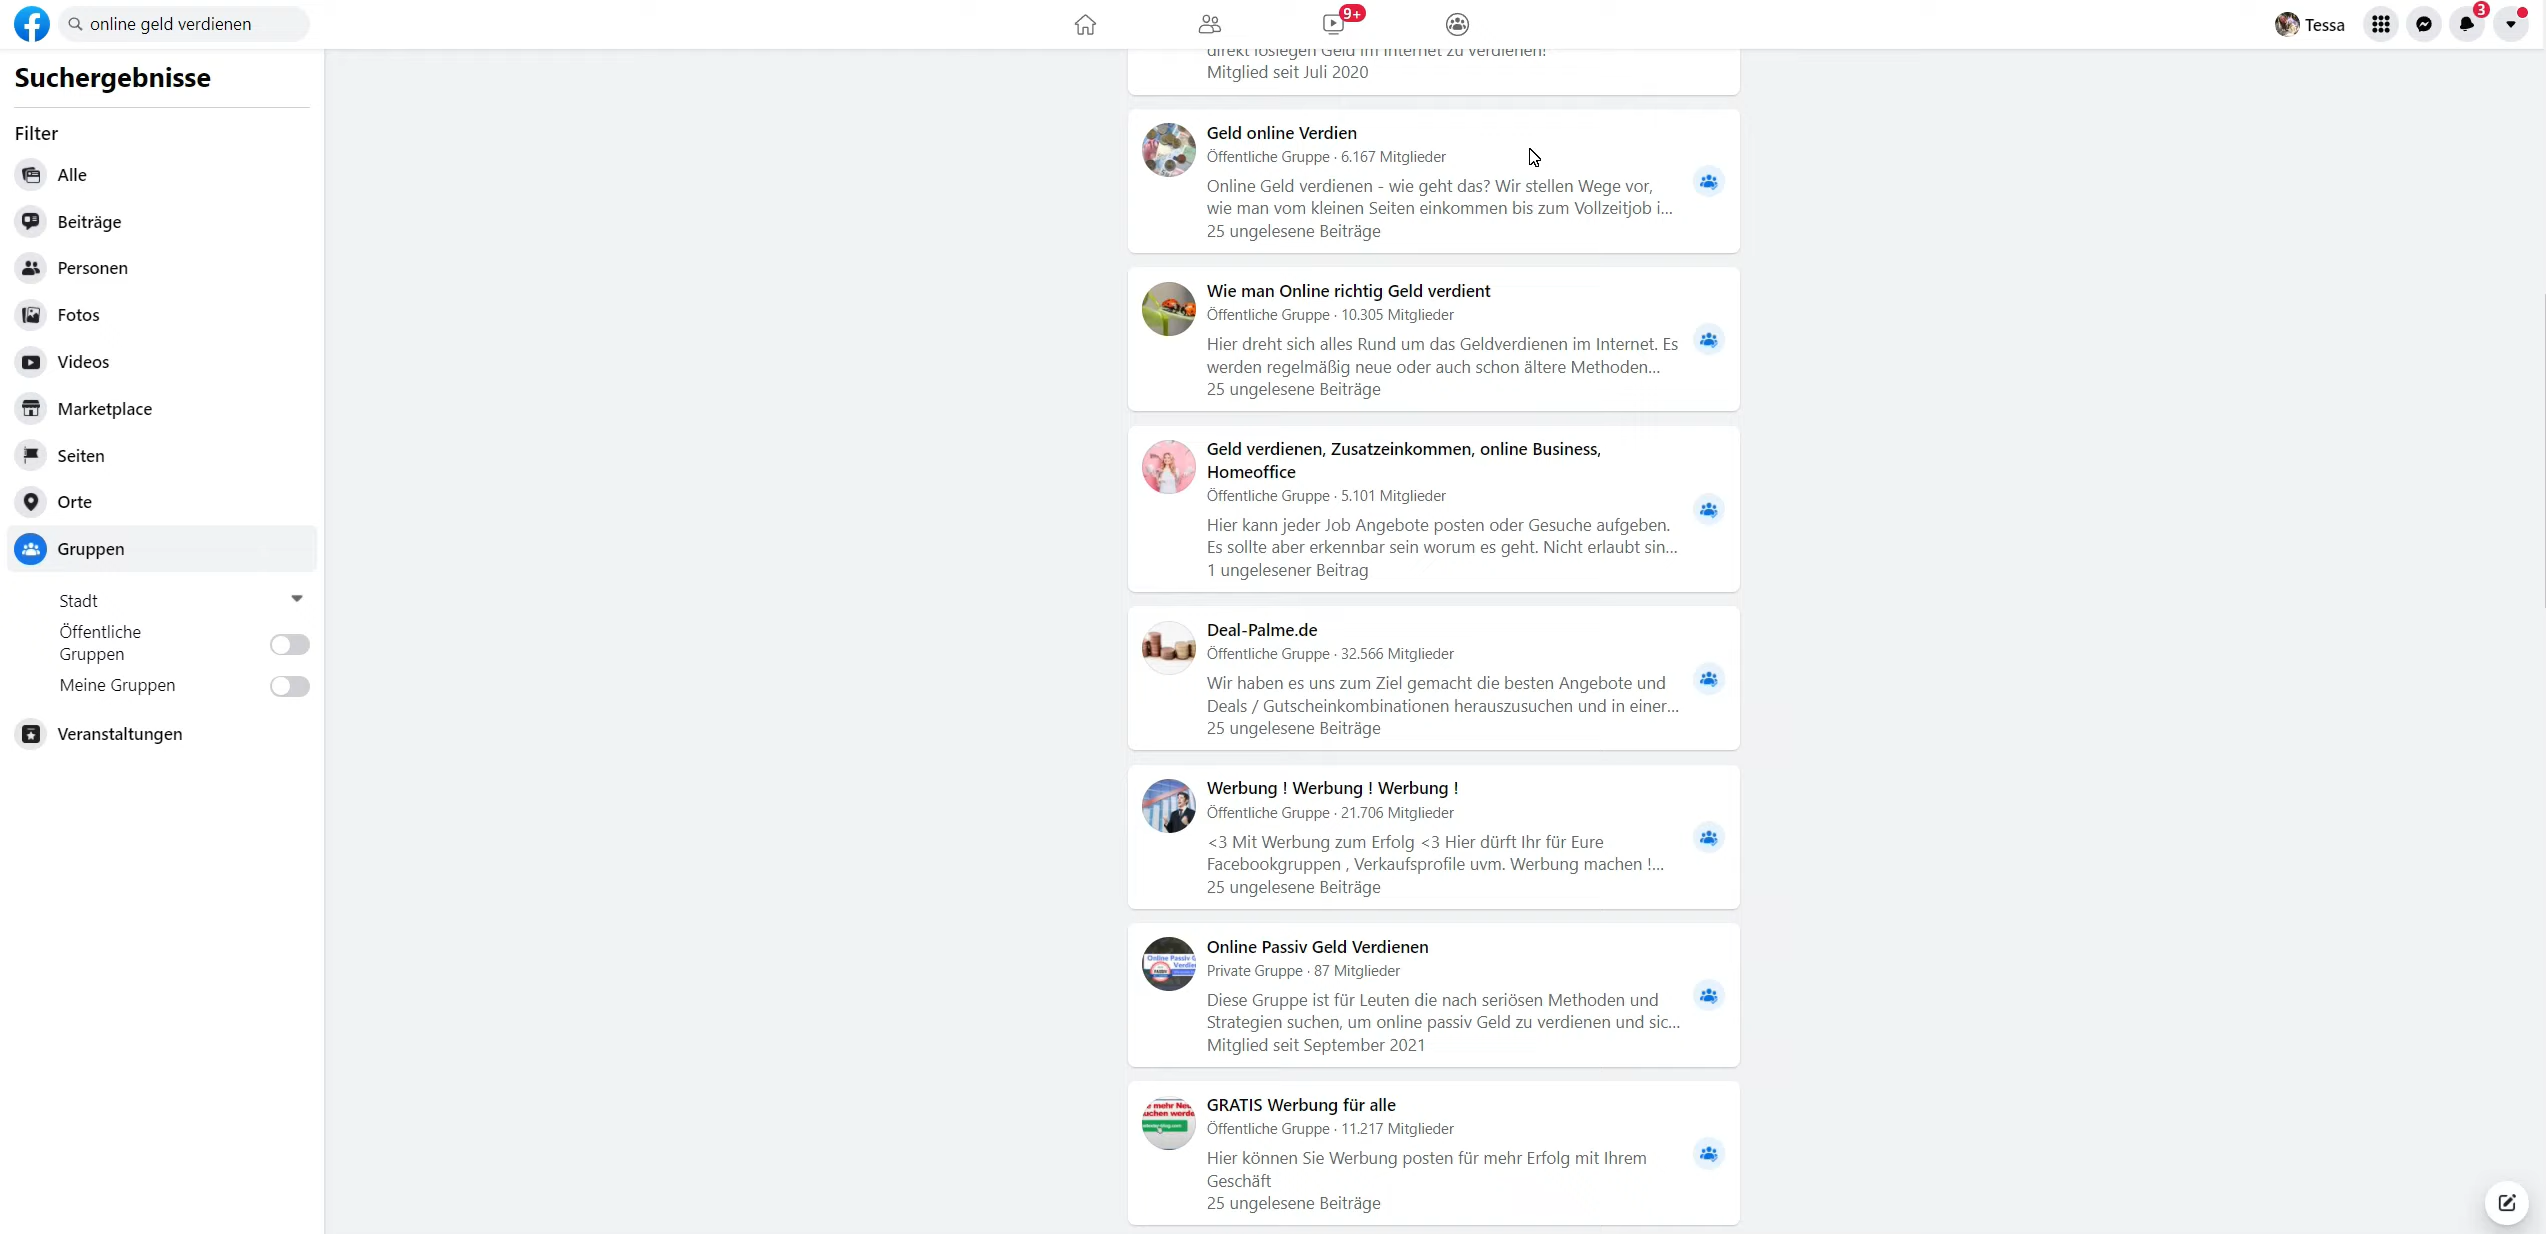 online geld verdienen
9+
Tessa
3
Suchergebnisse
Filter
Alle
Beiträge
Personen
Fotos
Videos
Marketplace
Seiten
Orte
Gruppen
Stadt
Öffentliche
Gruppen
Meine Gruppen
Veranstaltungen
direkt loslegen Geld im Internet zu verdienen!
Mitglied seit Juli 2020
Geld online Verdien
Öffentliche Gruppe · 6.167 Mitglieder
Online Geld verdienen - wie geht das? Wir stellen Wege vor,
wie man vom kleinen Seiten einkommen bis zum Vollzeitjob i...
25 ungelesene Beiträge
Wie man Online richtig Geld verdient
Öffentliche Gruppe · 10.305 Mitglieder
Hier dreht sich alles Rund um das Geldverdienen im Internet. Es
werden regelmäßig neue oder auch schon ältere Methoden...
25 ungelesene Beiträge
Geld verdienen, Zusatzeinkommen, online Business,
Homeoffice
Öffentliche Gruppe · 5.101 Mitglieder
Hier kann jeder Job Angebote posten oder Gesuche aufgeben.
Es sollte aber erkennbar sein worum es geht. Nicht erlaubt sin...
1 ungelesener Beitrag
Deal-Palme.de
Öffentliche Gruppe · 32.566 Mitglieder
Wir haben es uns zum Ziel gemacht die besten Angebote und
Deals / Gutscheinkombinationen herauszusuchen und in einer...
25 ungelesene Beiträge
Werbung ! Werbung ! Werbung !
Öffentliche Gruppe · 21.706 Mitglieder
<3 Mit Werbung zum Erfolg <3 Hier dürft Ihr für Eure
Facebookgruppen , Verkaufsprofile uvm. Werbung machen !...
25 ungelesene Beiträge
Online Passiv Geld Verdienen
Private Gruppe · 87 Mitglieder
Diese Gruppe ist für Leuten die nach seriösen Methoden und
Strategien suchen, um online passiv Geld zu verdienen und sic...
Mitglied seit September 2021
GRATIS Werbung für alle
Öffentliche Gruppe · 11.217 Mitglieder
Hier können Sie Werbung posten für mehr Erfolg mit Ihrem
Geschäft
25 ungelesene Beiträge